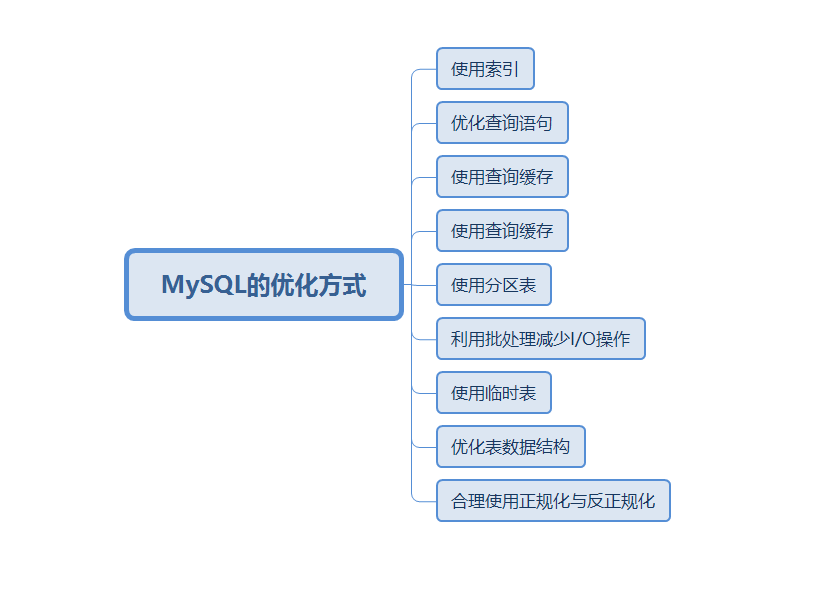 使用索引
优化查询语句
使用查询缓存
使用查询缓存
MySQL的优化方式
使用分区表
利用批处理减少I/O操作
使用临时表
优化表数据结构
合理使用正规化与反正规化